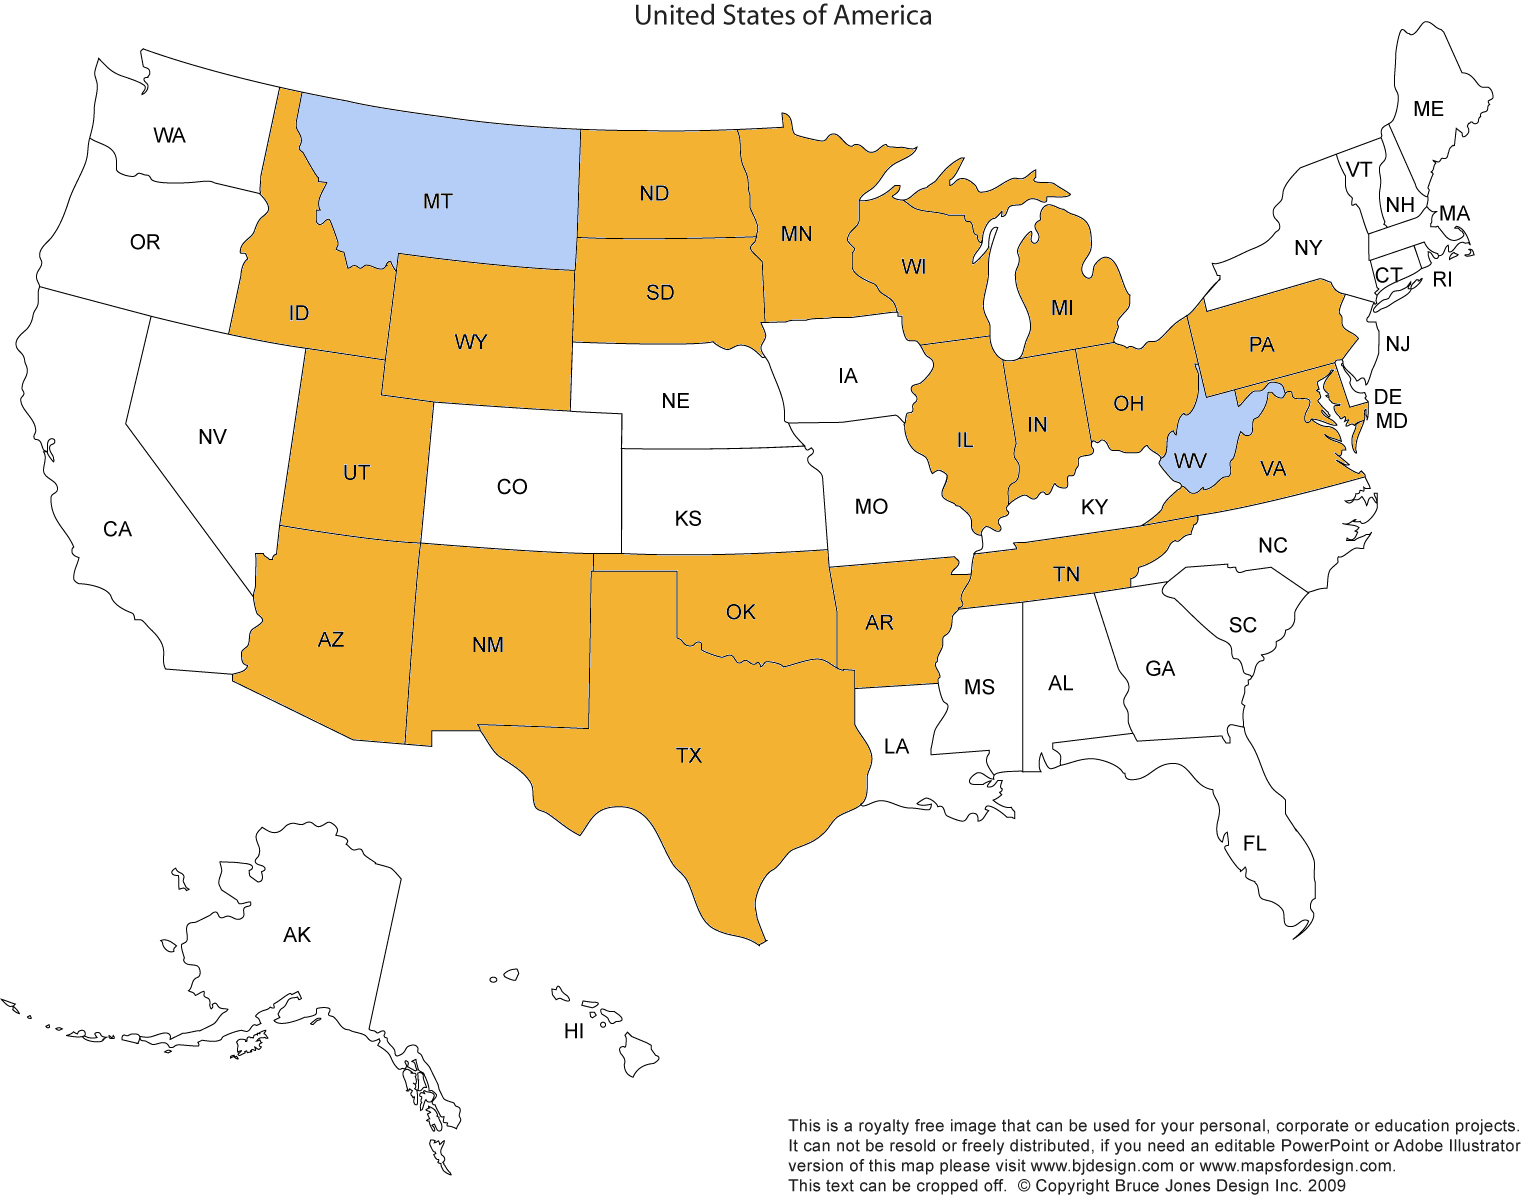 United States of America
ME
WA
VT
MT
ND
NH
MA
OR
MN
NY
WI
CT
RI
SD
ID
MI
WY
PA
NJ
IA
NE
DE
OH
MD
NV
IN
IL
WV
UT
VA
CO
MO
KY
KS
CA
NC
TN
OK
AR
SC
AZ
NM
GA
AL
MS
LA
TX
FL
AK
HI
This is a royalty free image that can be used for your personal, corporate or education projects.
It can not be resold or freely distributed, if you need an editable PowerPoint or Adobe Illustrator
version of this map please visit www.bjdesign.com or www.mapsfordesign.com.
This text can be cropped off. © Copyright Bruce Jones Design Inc. 2009